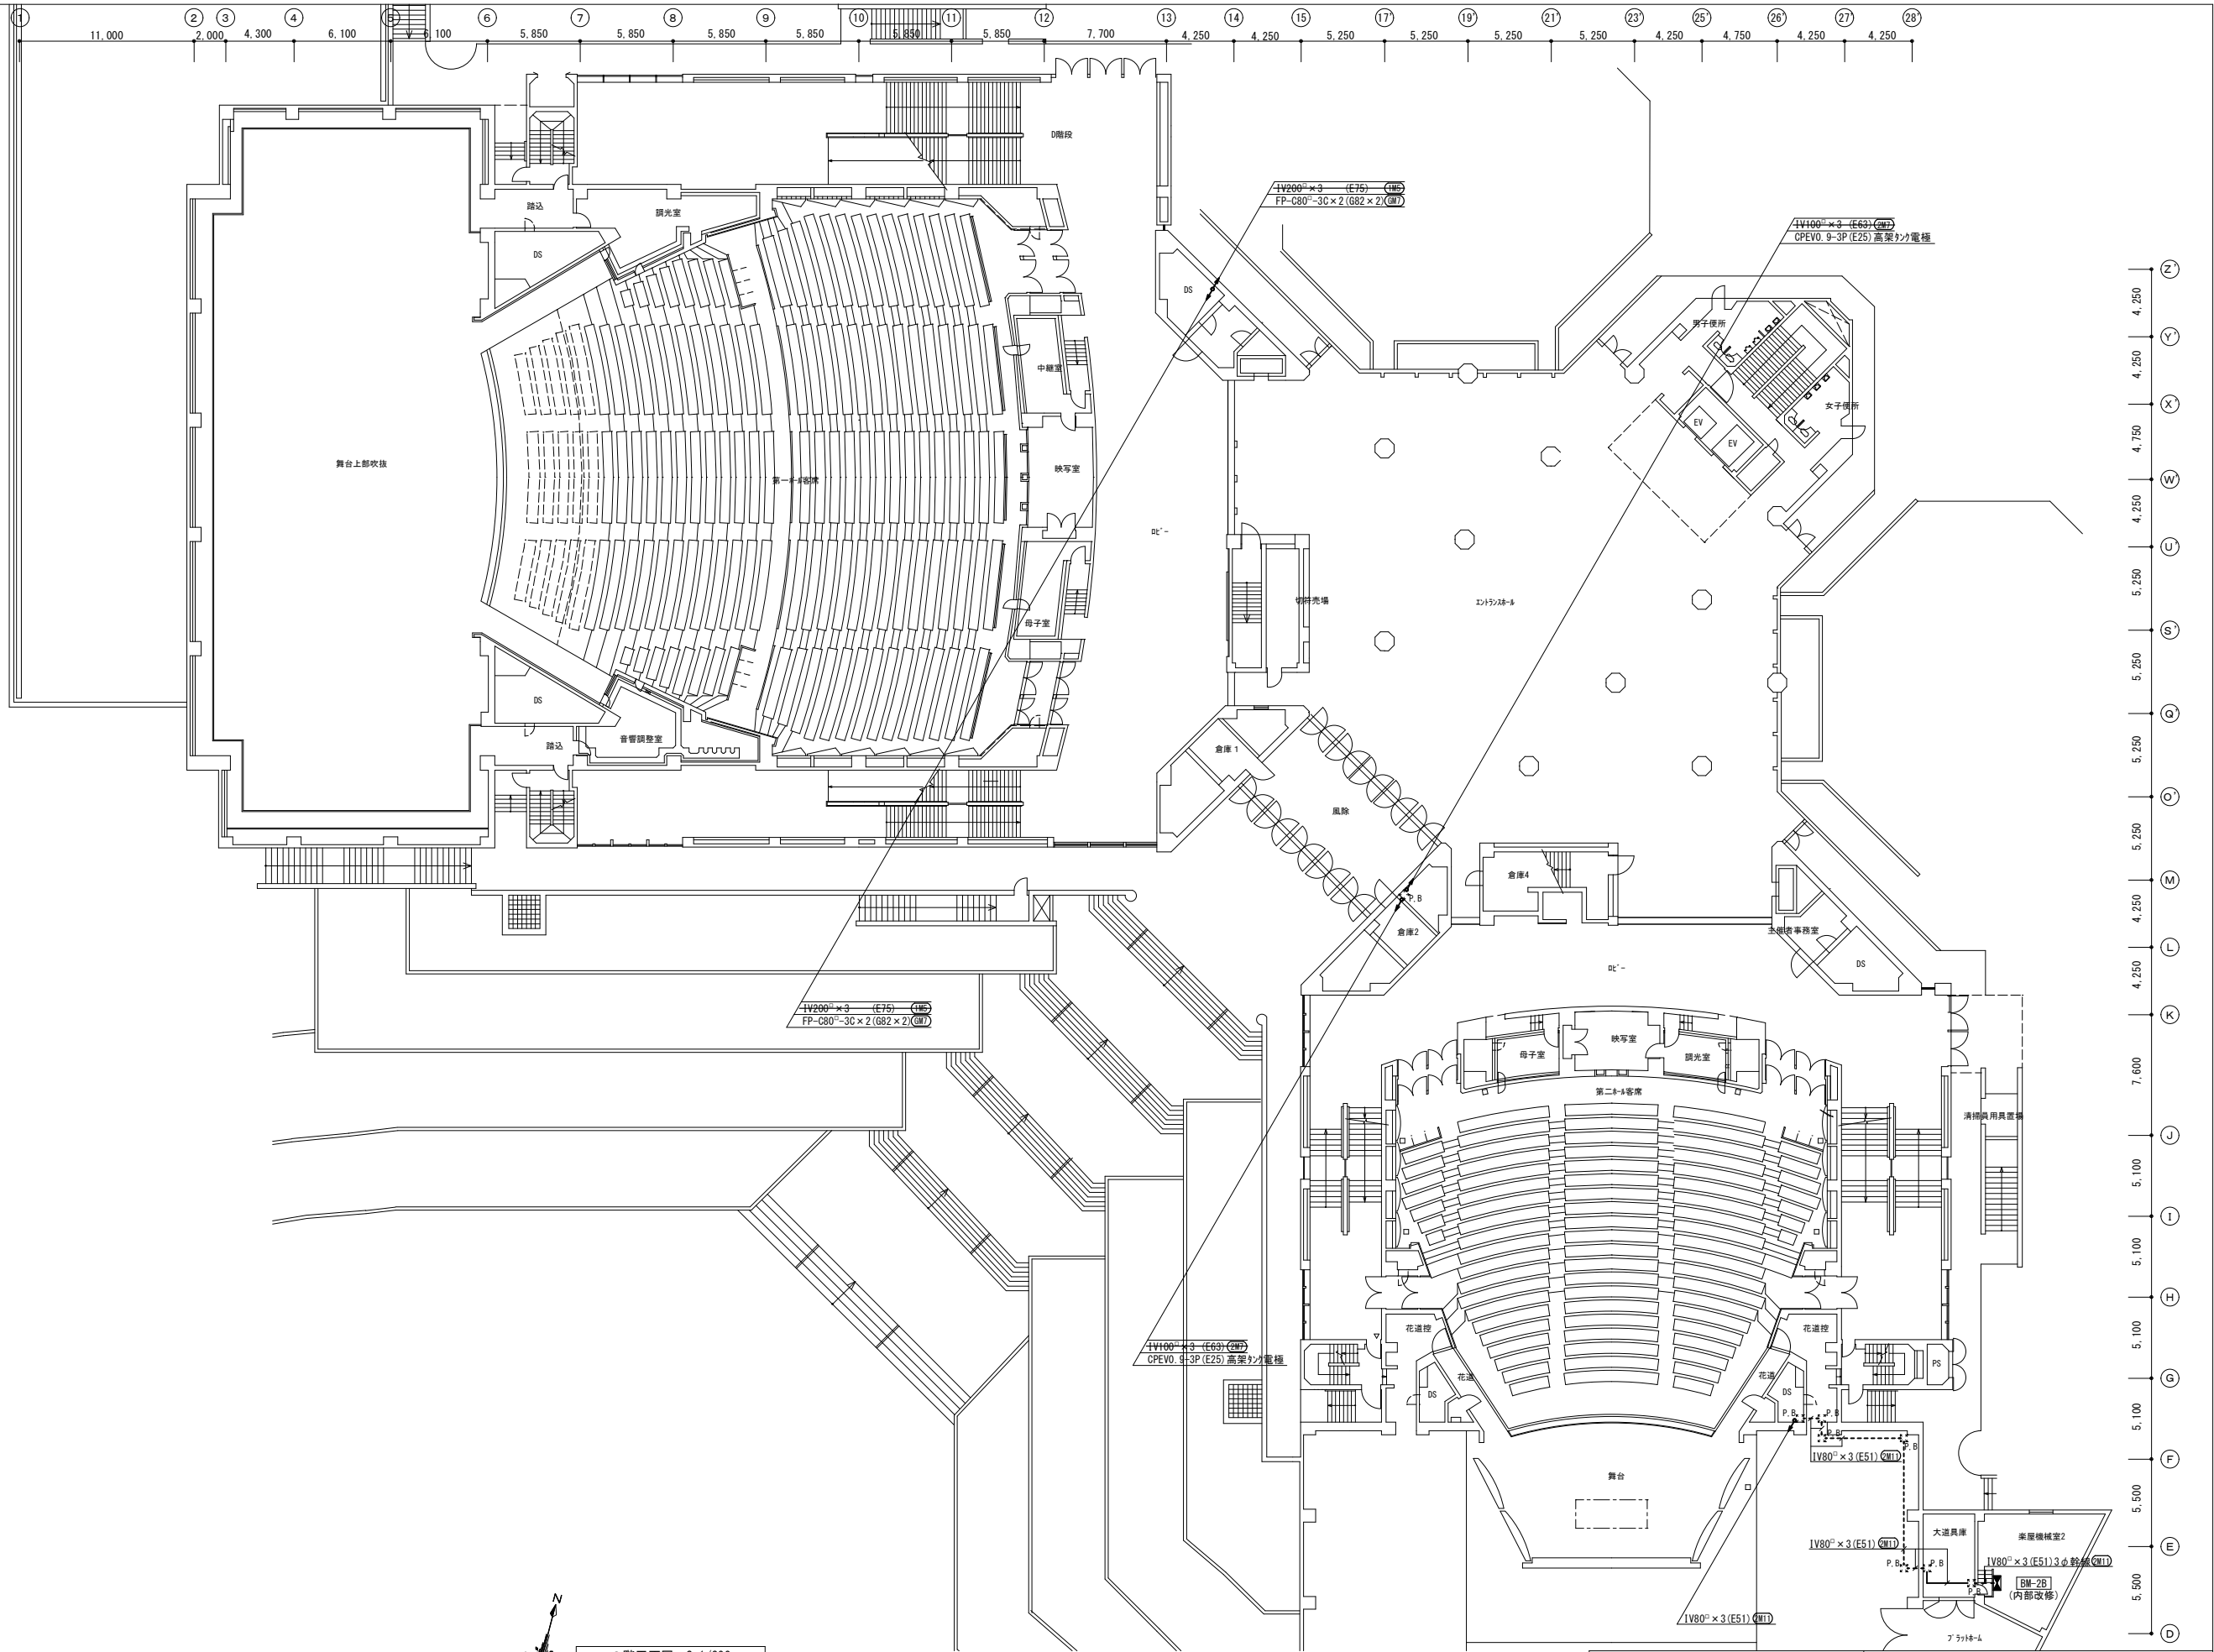 1 2 3 4 5 6 7 8 9 10 11 12 13 14 15 17' 19' 21' 23' 25' 26' 27' 28'
11,000 2,000 4,300 6,100 6,100 5,850 5,850 5,850 5,850 5,850 5,850 7,700 4,250 4,250 5,250 5,250 5,250 5,250 4,250 4,750 4,250 4,250
D階段
IV200□×3 (E75) 1M5
FP-C80□-3C×2(G82×2) GM7
踏込
調光室
IV100□×3 (E63) 2M7
CPEV0.9-3P(E25)高架タンク電極
DS
DS
Z'
4,250
男子便所
Y'
中継室
4,250
女子便所
X'
EV
EV
4,750
舞台上部吹抜
映写室
第一ホール客席
W'
4,250
ロビー
U'
切符売場
エントランスホール
5,250
母子室
S'
5,250
DS
Q'
踏込
音響調整室
倉庫1
5,250
風除
O'
5,250
倉庫4
M
P.B
4,250
倉庫2
主催者事務室
L
ロビー
DS
4,250
IV200□×3 (E75) 1M5
FP-C80□-3C×2(G82×2) GM7
K
母子室
映写室
調光室
7,600
第二ホール客席
清掃員用具置場
J
5,100
I
5,100
H
花道控
花道控
IV100□×3 (E63) 2M7
CPEV0.9-3P(E25)高架タンク電極
5,100
PS
花道
花道
G
DS
DS
P.B
P.B
5,100
P.B
P.B
IV80□×3(E51) 2M11
F
舞台
5,500
大道具庫
楽屋機械室2
IV80□×3(E51) 2M11
E
P.B
P.B
IV80□×3(E51)3φ幹線 2M11
BM-2B
P.B
(内部改修)
5,500
IV80□×3(E51) 2M11
N
プラットホーム
D